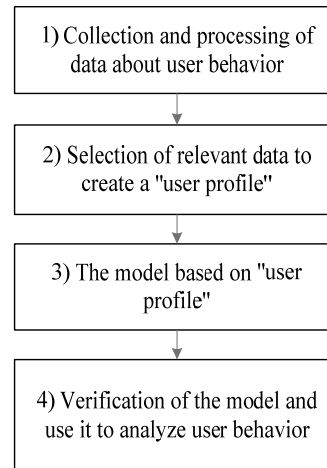 1) Collection and processing of
data about user behavior
2) Selection of relevant data to
create a "user profile"
3) The model based on "user
profile"
4) Verification of the model and
use it to analyze user behavior